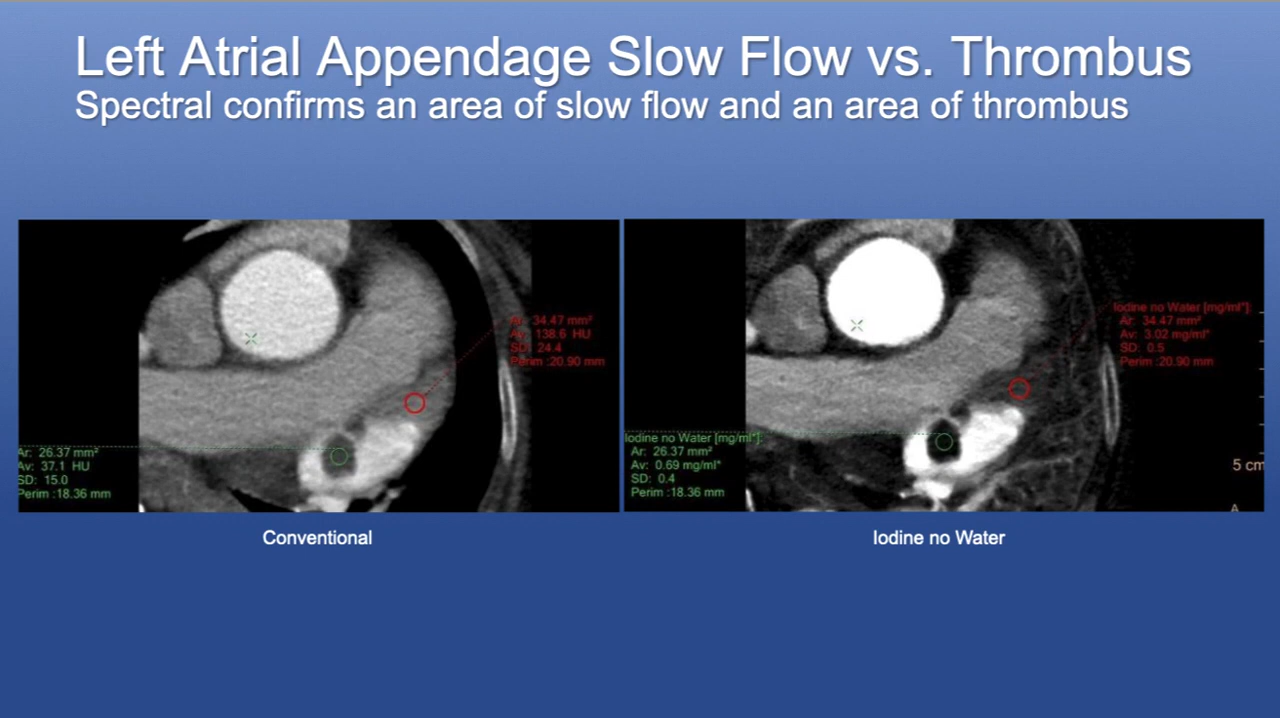 Left Atrial Appendage Slow Flow vs. Thrombus
Spectral confirms an area of slow flow and an area of thrombus
Ar: 34.47 mm²
Av: 138.6 HU
SD: 24.4
Perim :20.90 mm
Ar: 26.37 mm²
Av: 37.1 HU
SD: 15.0
Perim :18.36 mm
Iodine no Water [mg/ml*]:
Ar: 34.47 mm²
Av: 3.02 mg/ml*
SD: 0.5
Perim :20.90 mm
Iodine no Water [mg/ml*]:
Ar: 26.37 mm²
Av: 0.69 mg/ml*
SD: 0.4
Perim :18.36 mm
5 cm
A
Conventional
Iodine no Water